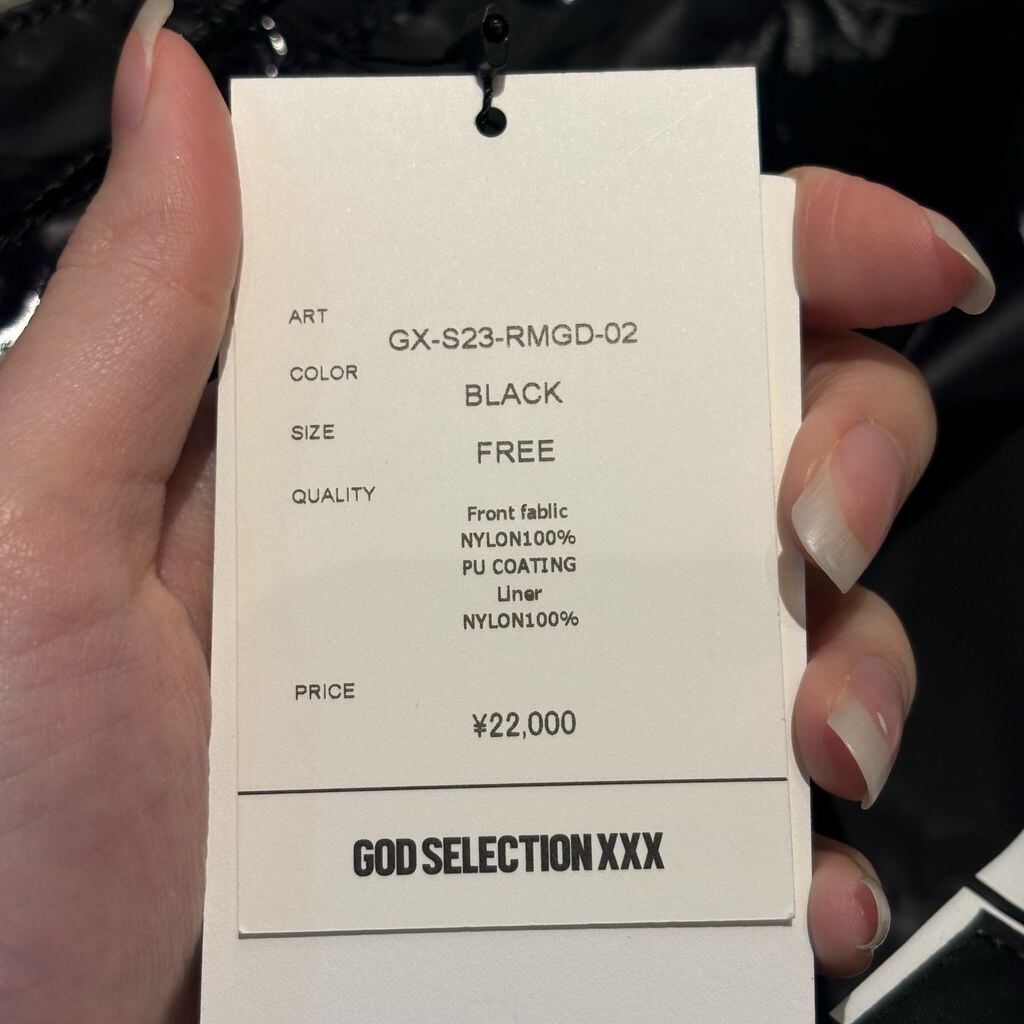 ART
GX-S23-RMGD-02
COLOR
BLACK
SIZE
FREE
QUALITY
Front fablic
NYLON100%
PU COATING
Liner
NYLON100%
PRICE
¥22,000
GOD SELECTION XXX